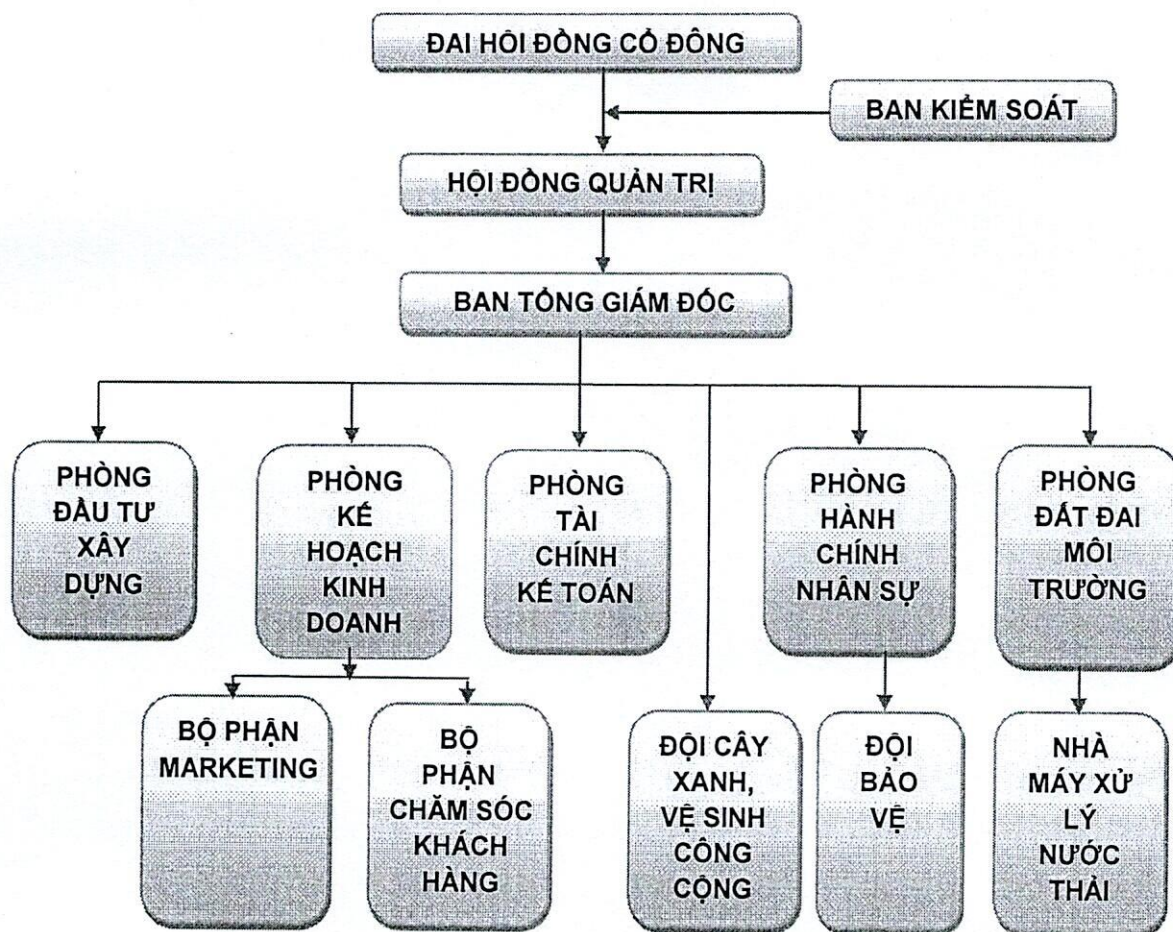 ĐAI HÔI ĐỒNG CỔ ĐÔNG
BAN KIỂM SOÁT
HỘI ĐỒNG QUẢN TRỊ
BAN TỔNG GIÁM ĐỐC
PHÒNG
ĐẦU TƯ
XÂY
DỰNG
PHÒNG
KẾ
HOẠCH
KINH
DOANH
PHÒNG
TÀI
CHÍNH
KẾ TOÁN
PHÒNG
HÀNH
CHÍNH
NHÂN SỰ
PHÒNG
ĐẤT ĐAI
MÔI
TRƯỜNG
BỘ PHẬN
MARKETING
BỘ
PHẬN
CHĂM SÓC
KHÁCH
HÀNG
ĐỘI CÂY
XANH,
VỆ SINH
CÔNG
CỘNG
ĐỘI
BẢO
VỆ
NHÀ
MÁY XỬ
LÝ
NƯỚC
THẢI